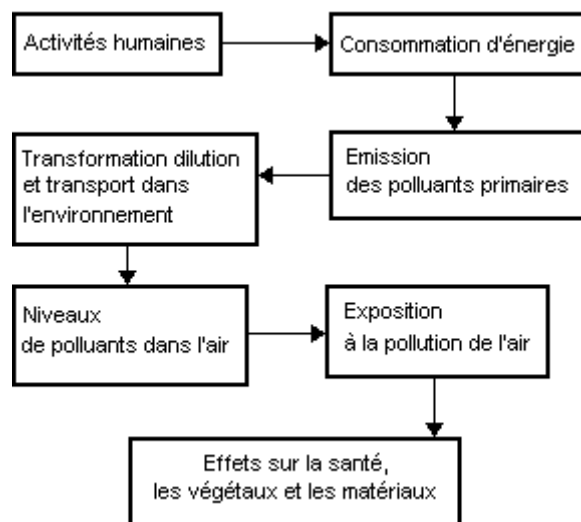 Activités humaines
Consommation d'énergie
Emission
des polluants primaires
Transformation dilution
et transport dans
l'environnement
Niveaux
de polluants dans l'air
Exposition
à la pollution de l'air
Effets sur la santé,
les végétaux et les matériaux